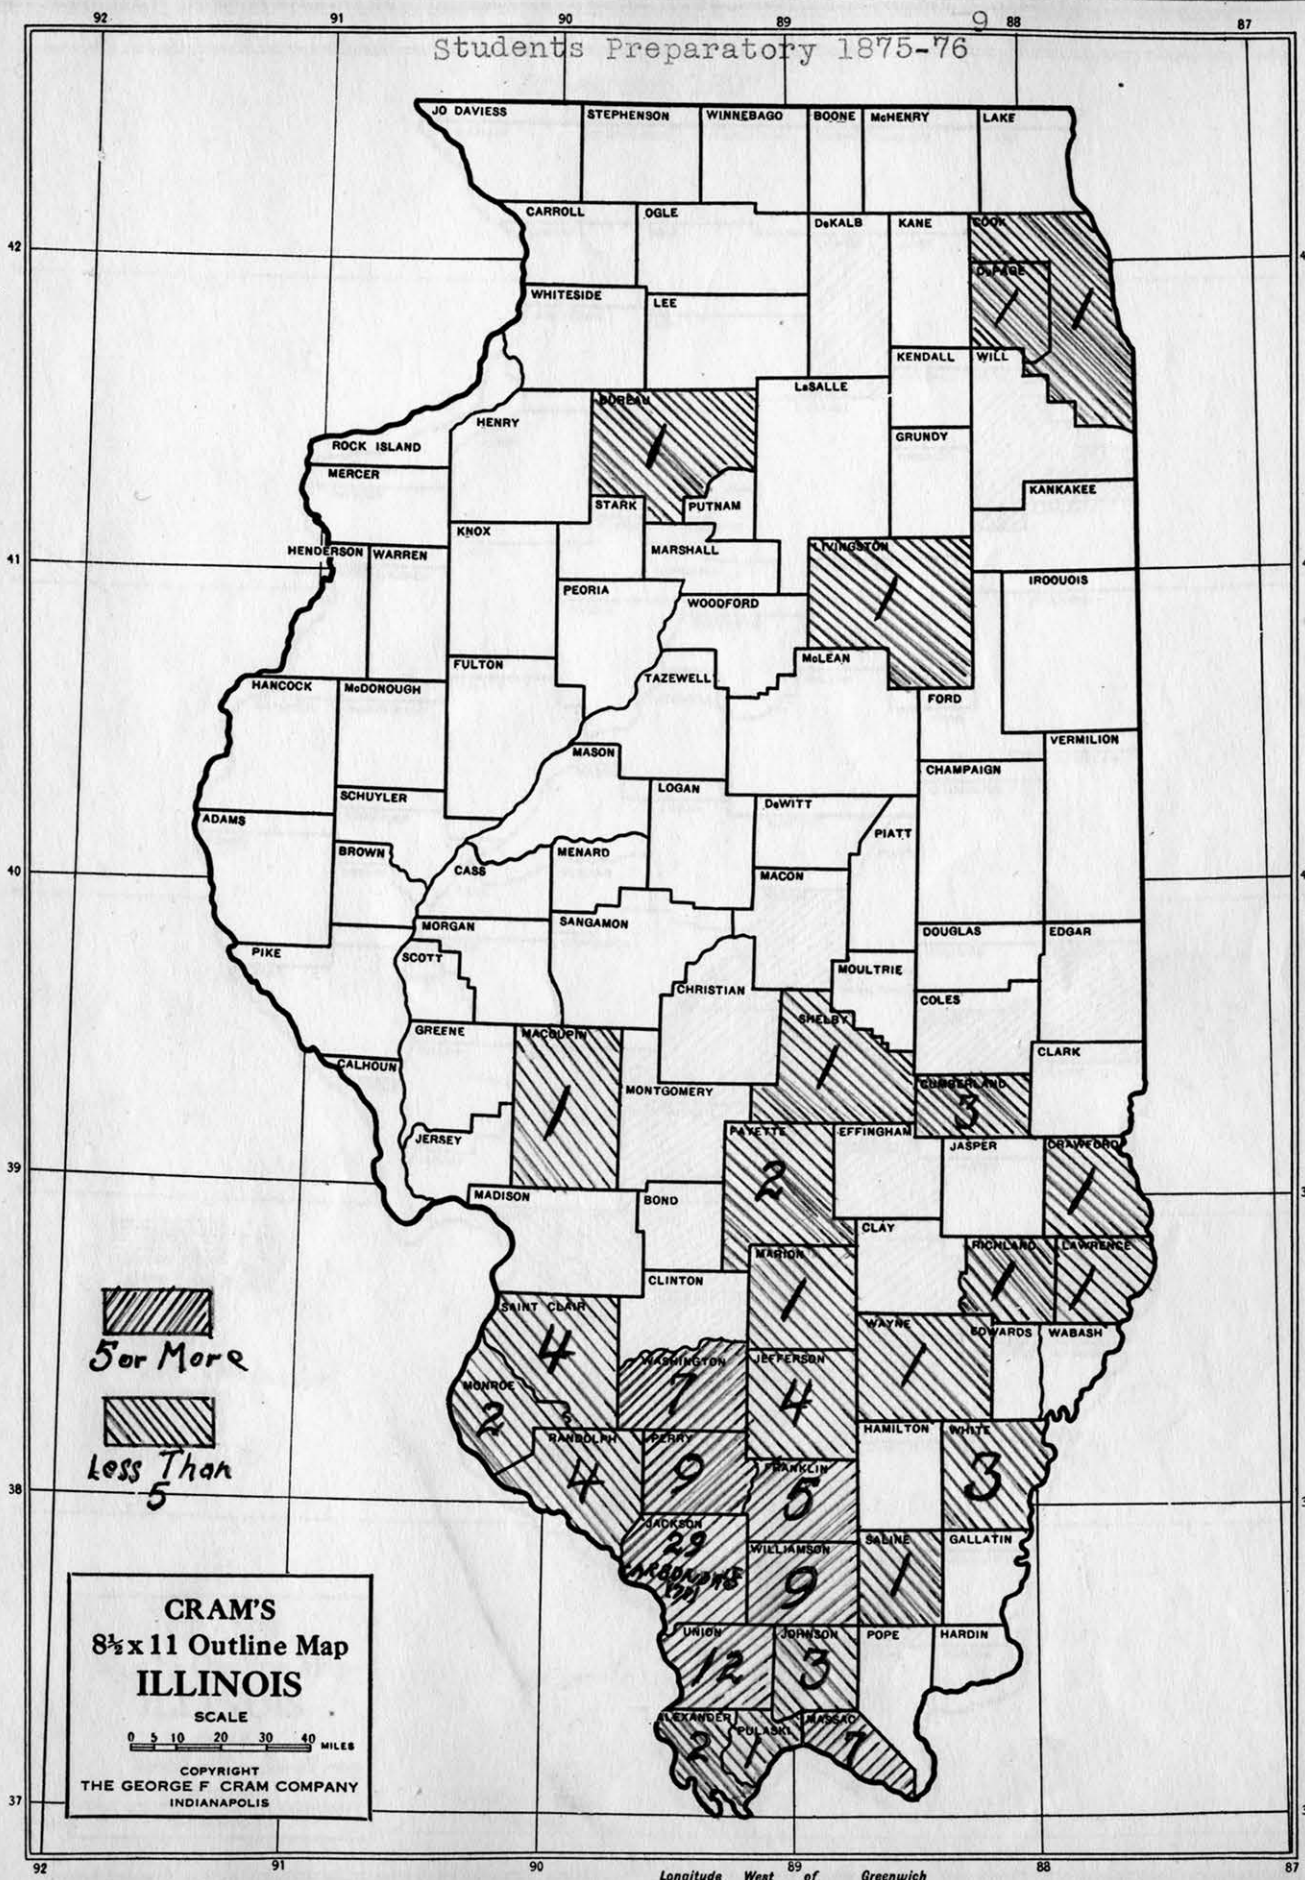 92 91 90 89 88 87
9
Students Preparatory 1875-76
JO DAVIESS
STEPHENSON
WINNEBAGO
BOONE
McHENRY
LAKE
CARROLL
OGLE
DeKALB
KANE
COOK
1
42
DuPAGE
1
WHITESIDE
LEE
KENDALL
WILL
LaSALLE
BUREAU
1
HENRY
ROCK ISLAND
GRUNDY
MERCER
KANKAKEE
STARK
PUTNAM
KNOX
HENDERSON
WARREN
MARSHALL
LIVINGSTON
1
41
PEORIA
WOODFORD
IROQUOIS
McLEAN
FULTON
TAZEWELL
HANCOCK
McDONOUGH
FORD
MASON
VERMILION
CHAMPAIGN
LOGAN
SCHUYLER
DeWITT
ADAMS
PIATT
BROWN
MENARD
40
CASS
MACON
MORGAN
SANGAMON
DOUGLAS
EDGAR
PIKE
SCOTT
MOULTRIE
CHRISTIAN
COLES
SHELBY
1
GREENE
MACOUPIN
1
CLARK
CALHOUN
MONTGOMERY
CUMBERLAND
3
JERSEY
FAYETTE
2
EFFINGHAM
JASPER
CRAWFORD
1
39
MADISON
BOND
CLAY
MARION
1
RICHLAND
1
LAWRENCE
1
CLINTON
SAINT CLAIR
4
WAYNE
1
EDWARDS
WABASH
5 or More
WASHINGTON
7
JEFFERSON
4
MONROE
2
HAMILTON
WHITE
3
RANDOLPH
4
PERRY
9
FRANKLIN
5
Less Than
5
38
JACKSON
29
CARBONDALE
WILLIAMSON
9
SALINE
1
GALLATIN
UNION
12
JOHNSON
3
POPE
HARDIN
ALEXANDER
2
PULASKI
1
MASSAC
7
CRAM'S
8½ x 11 Outline Map
ILLINOIS
SCALE
0 5 10 20 30 40 MILES
COPYRIGHT
THE GEORGE F CRAM COMPANY
INDIANAPOLIS
37
92 91 90 89 88 87
Longitude West of Greenwich